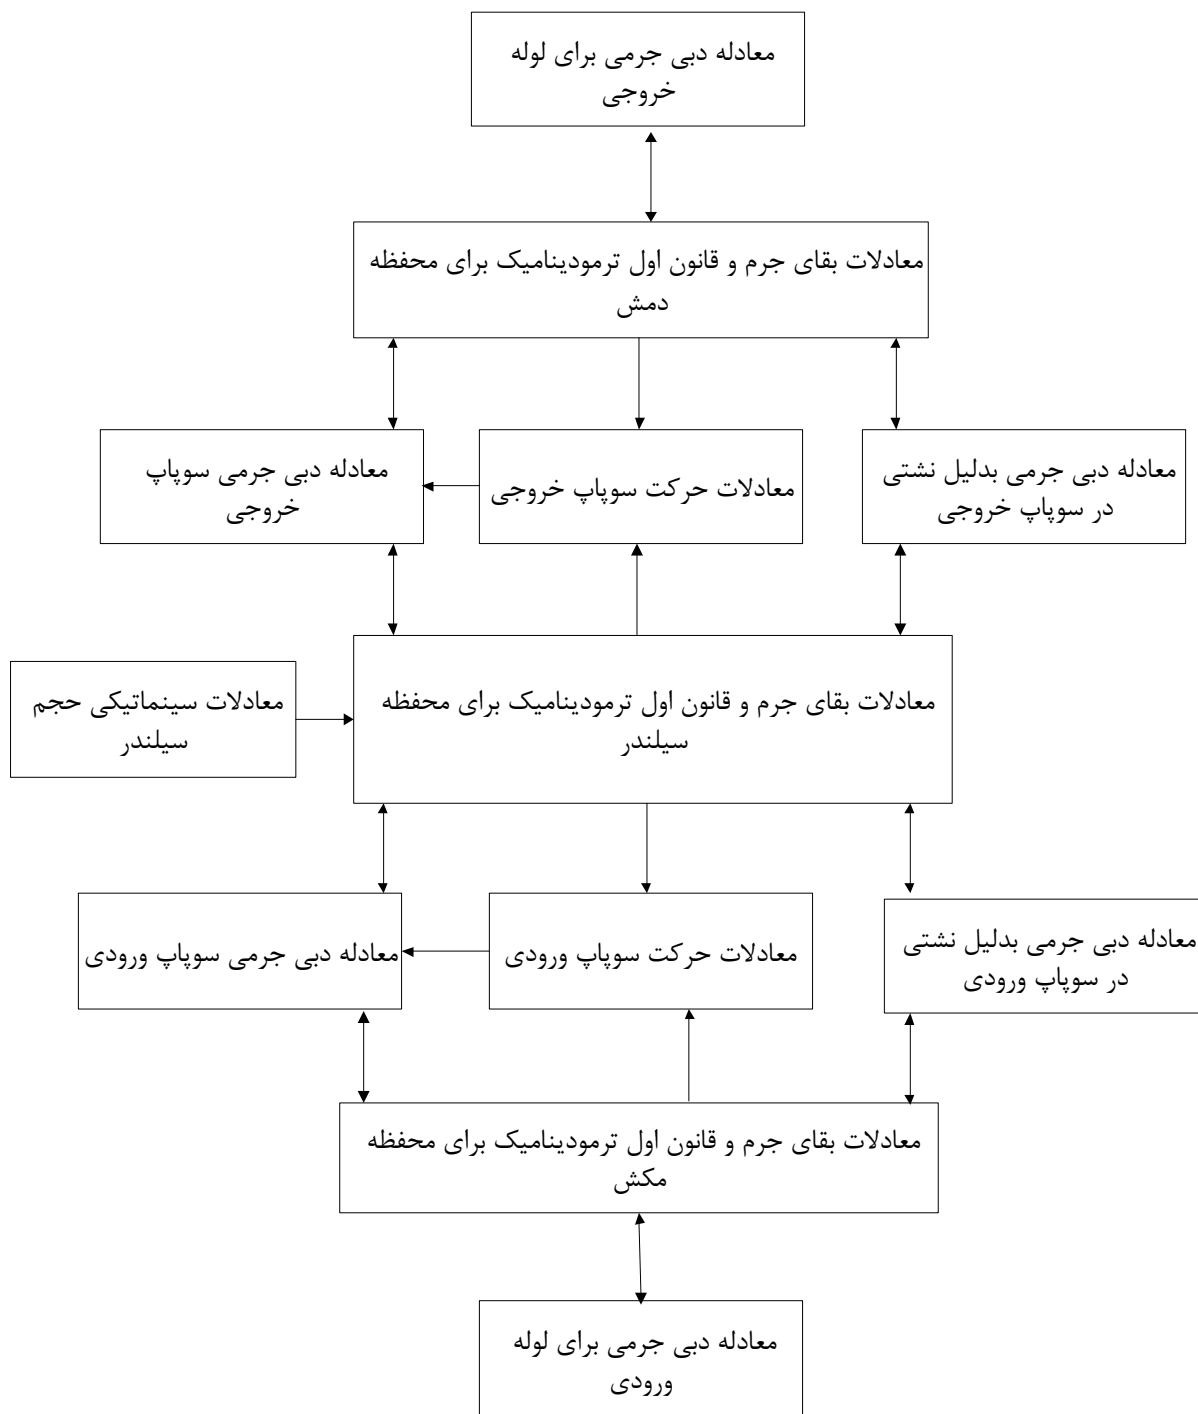 معادله دبی جرمی برای لوله
خروجی
معادلات بقای جرم و قانون اول ترمودینامیک برای محفظه
دمش
معادله دبی جرمی بدلیل نشتی
در سوپاپ خروجی
معادلات حرکت سوپاپ خروجی
معادله دبی جرمی سوپاپ
خروجی
معادلات بقای جرم و قانون اول ترمودینامیک برای محفظه
سیلندر
معادلات سینماتیکی حجم
سیلندر
معادله دبی جرمی بدلیل نشتی
در سوپاپ ورودی
معادلات حرکت سوپاپ ورودی
معادله دبی جرمی سوپاپ ورودی
معادلات بقای جرم و قانون اول ترمودینامیک برای محفظه
مکش
معادله دبی جرمی برای لوله
ورودی